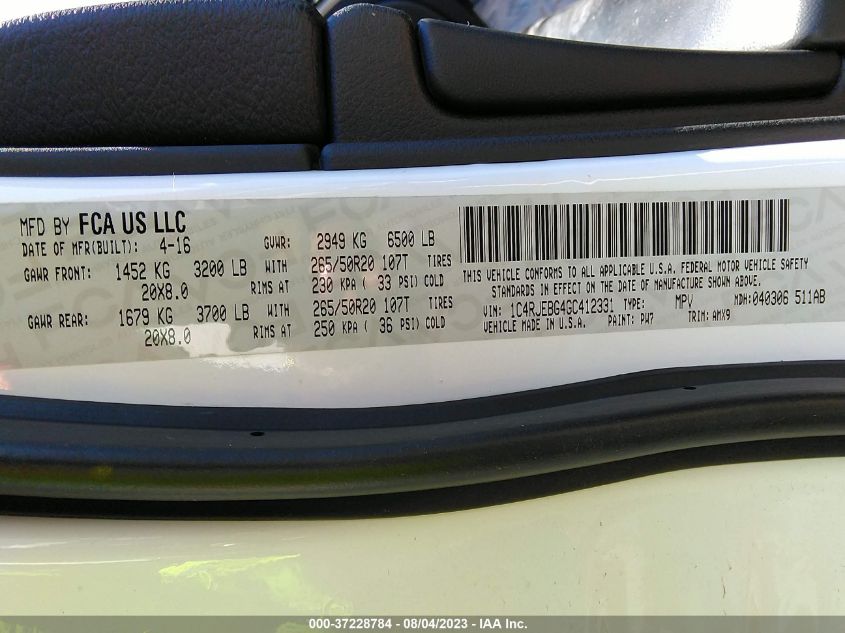 MFD BY FCA US LLC
DATE OF MFR(BUILT): 4-16 GVWR: 2949 KG 6500 LB
GAWR FRONT: 1452 KG 3200 LB WITH 265/50R20 107T TIRES
20X8.0 RIMS AT 230 KPA ( 33 PSI) COLD
GAWR REAR: 1679 KG 3700 LB WITH 265/50R20 107T TIRES
20X8.0 RIMS AT 250 KPA ( 36 PSI) COLD
THIS VEHICLE CONFORMS TO ALL APPLICABLE U.S.A. FEDERAL MOTOR VEHICLE SAFETY
STANDARDS IN EFFECT ON THE DATE OF MANUFACTURE SHOWN ABOVE.
VIN: 1C4RJEBG4GC412331 TYPE: MPV MDH: 040306 511AB
VEHICLE MADE IN U.S.A. PAINT: PW7 TRIM: AMX9
000-37228784 - 08/04/2023 - IAA Inc.